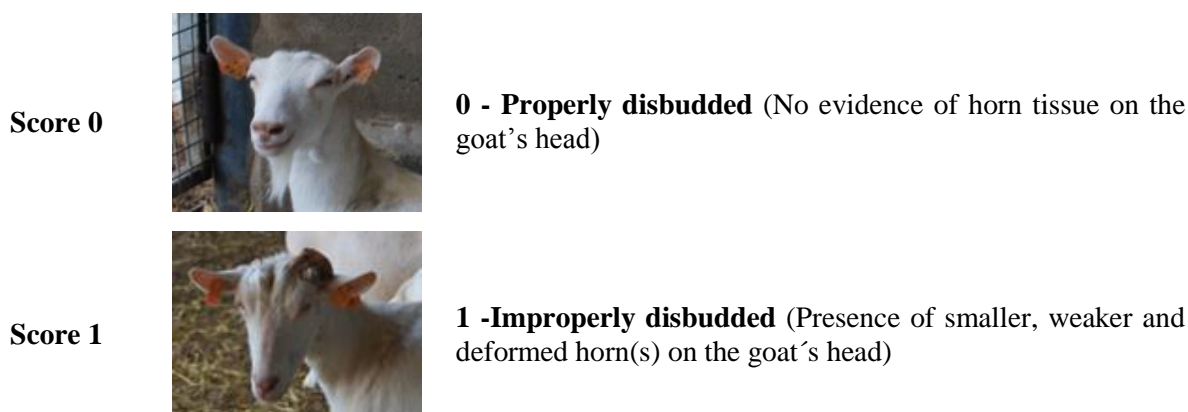 Score 0
0 - Properly disbudded (No evidence of horn tissue on the
goat’s head)
Score 1
1 -Improperly disbudded (Presence of smaller, weaker and
deformed horn(s) on the goat´s head)